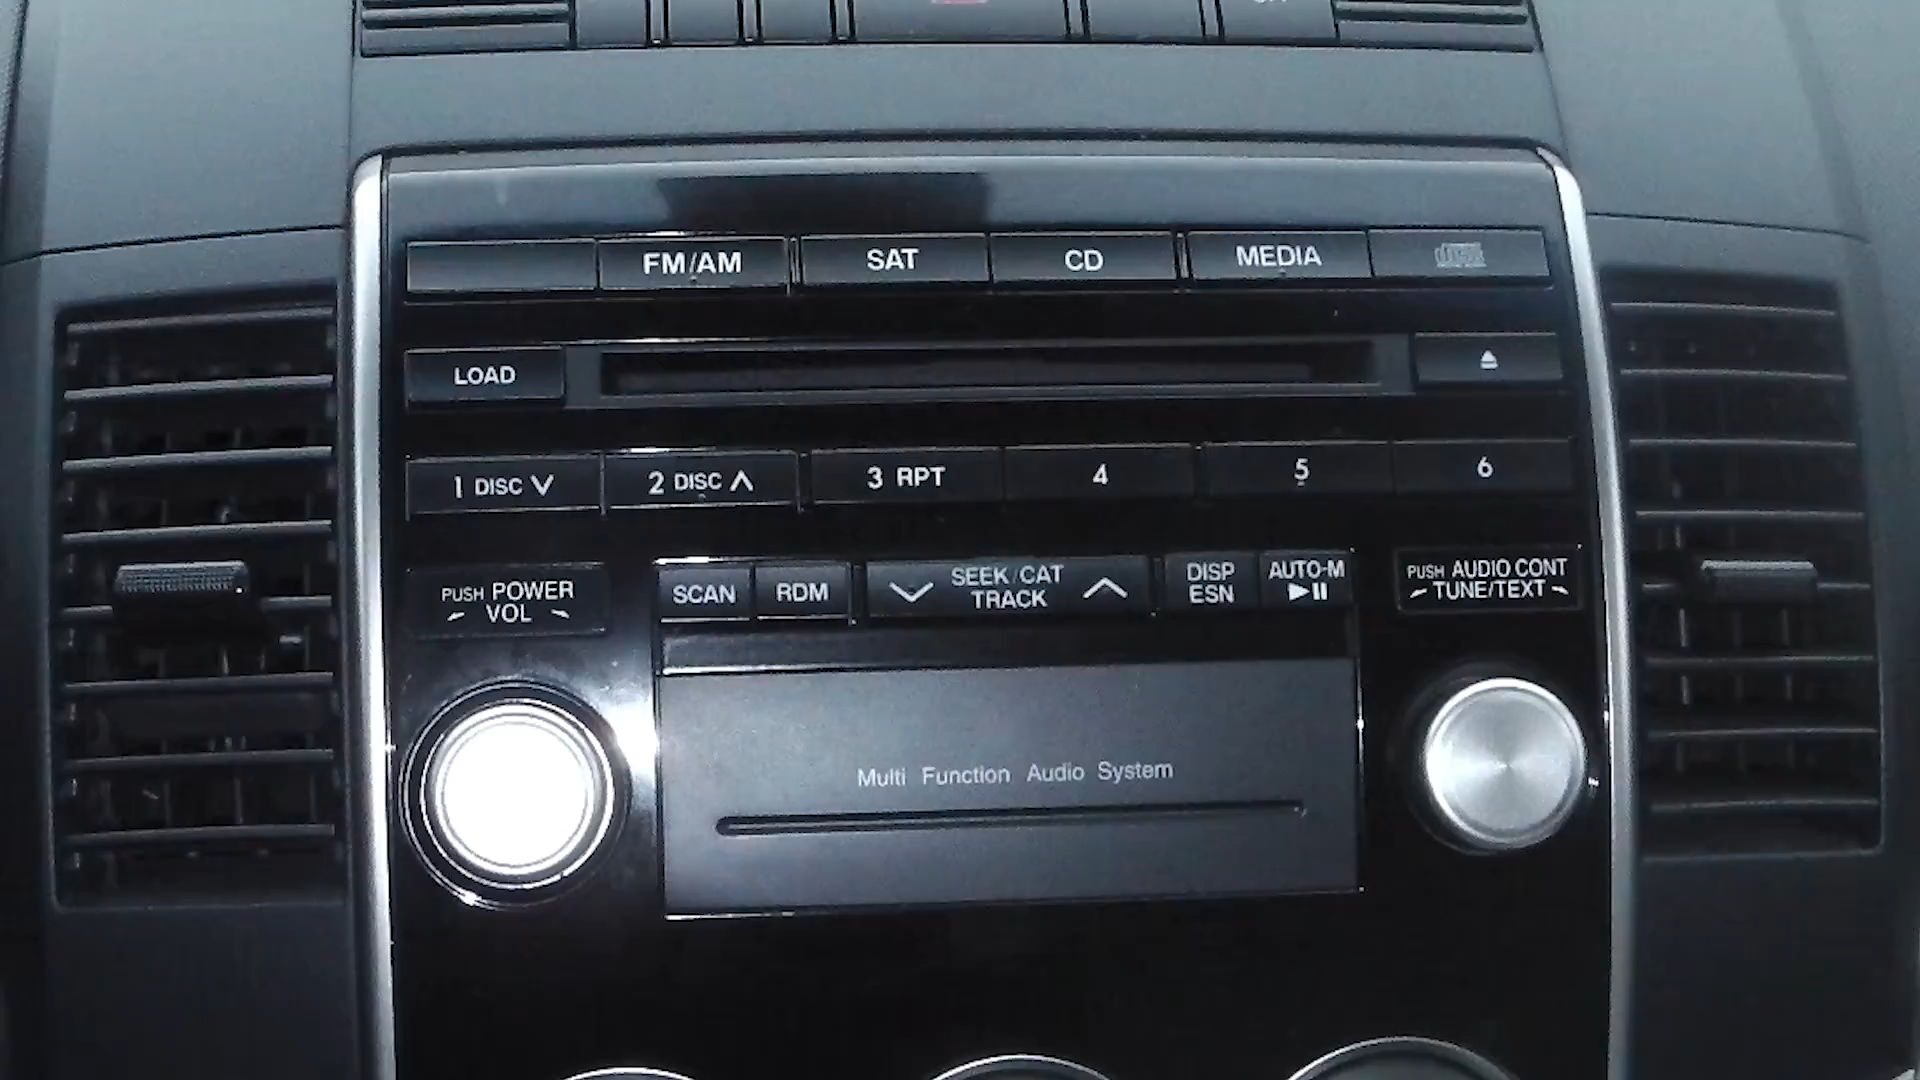 FM/AM SAT CD MEDIA disc
LOAD
1 DISC 2 DISC 3 RPT 4 5 6
PUSH POWER
VOL
SCAN RDM
SEEK/CAT
TRACK
DISP
ESN
AUTO-M
PUSH AUDIO CONT
TUNE/TEXT
Multi Function Audio System